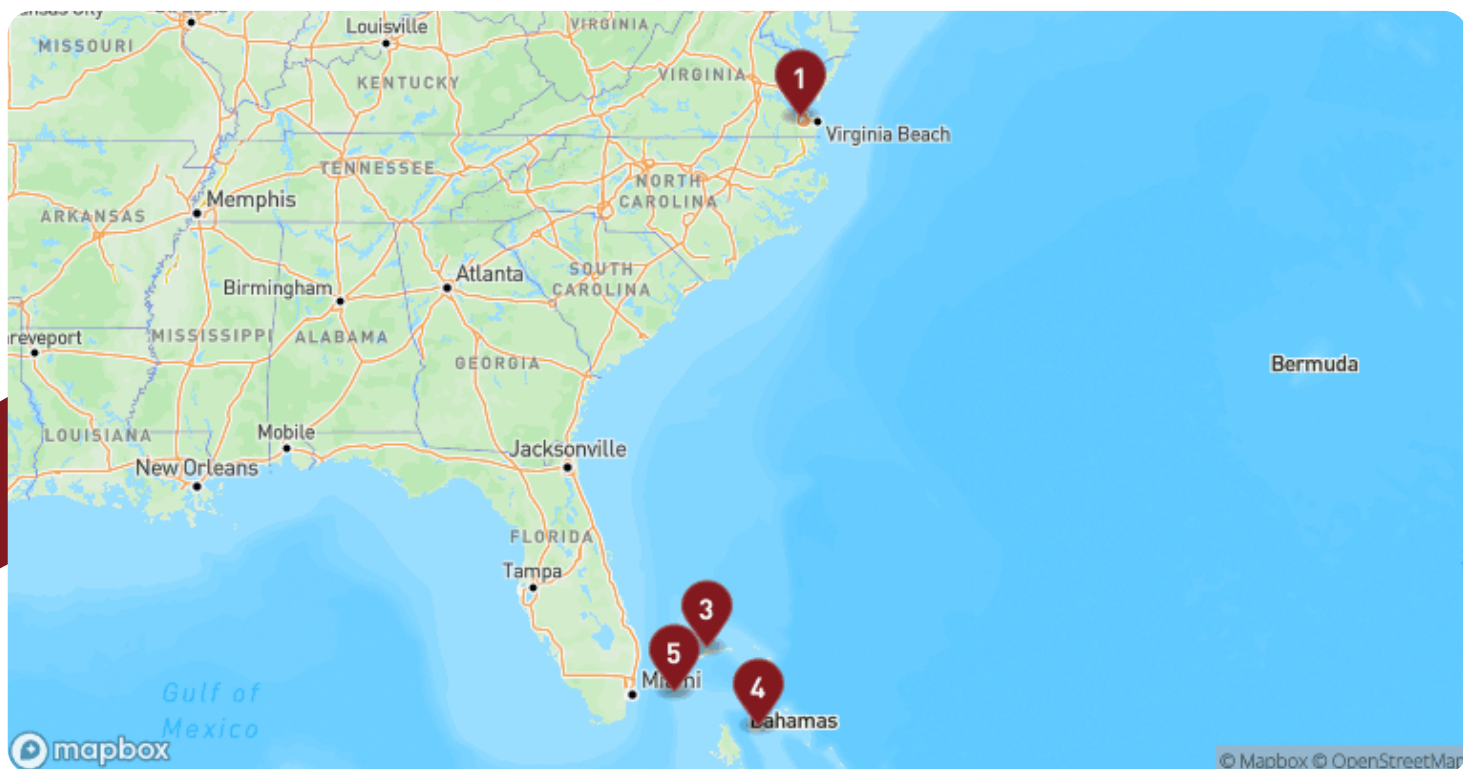 Louisville
VIRGINIA
MISSOURI
KENTUCKY
VIRGINIA
1
Virginia Beach
TENNESSEE
NORTH
CAROLINA
Memphis
ARKANSAS
Atlanta
SOUTH
CAROLINA
Birmingham
MISSISSIPPI
ALABAMA
reveport
GEORGIA
Bermuda
LOUISIANA
Mobile
Jacksonville
New Orleans
FLORIDA
Tampa
3
5
Miami
4
Bahamas
Gulf of
Mexico
mapbox
© Mapbox © OpenStreetMap